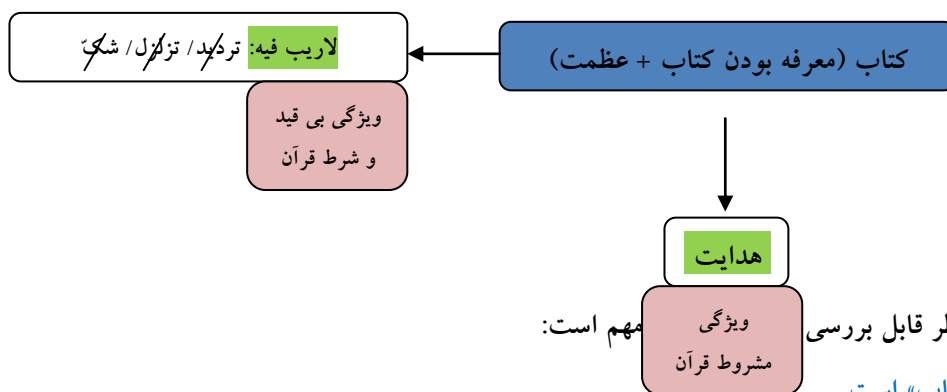 کتاب (معرفه بودن کتاب + عظمت)
لاریب فیه: تردید/ تزلزل/ شکّ
ویژگی بی قید
و شرط قرآن
هدایت
ویژگی
مشروط قرآن
قابل بررسی
مهم است:
است